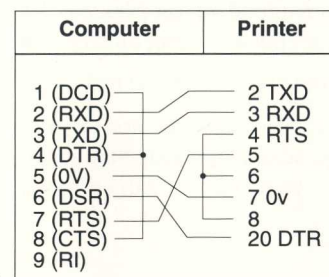 Computer Printer
1 (DCD) 2 TXD
2 (RXD) 3 RXD
3 (TXD) 4 RTS
4 (DTR) 5
5 (0V) 6
6 (DSR) 7 0v
7 (RTS) 8
8 (CTS) 20 DTR
9 (RI)